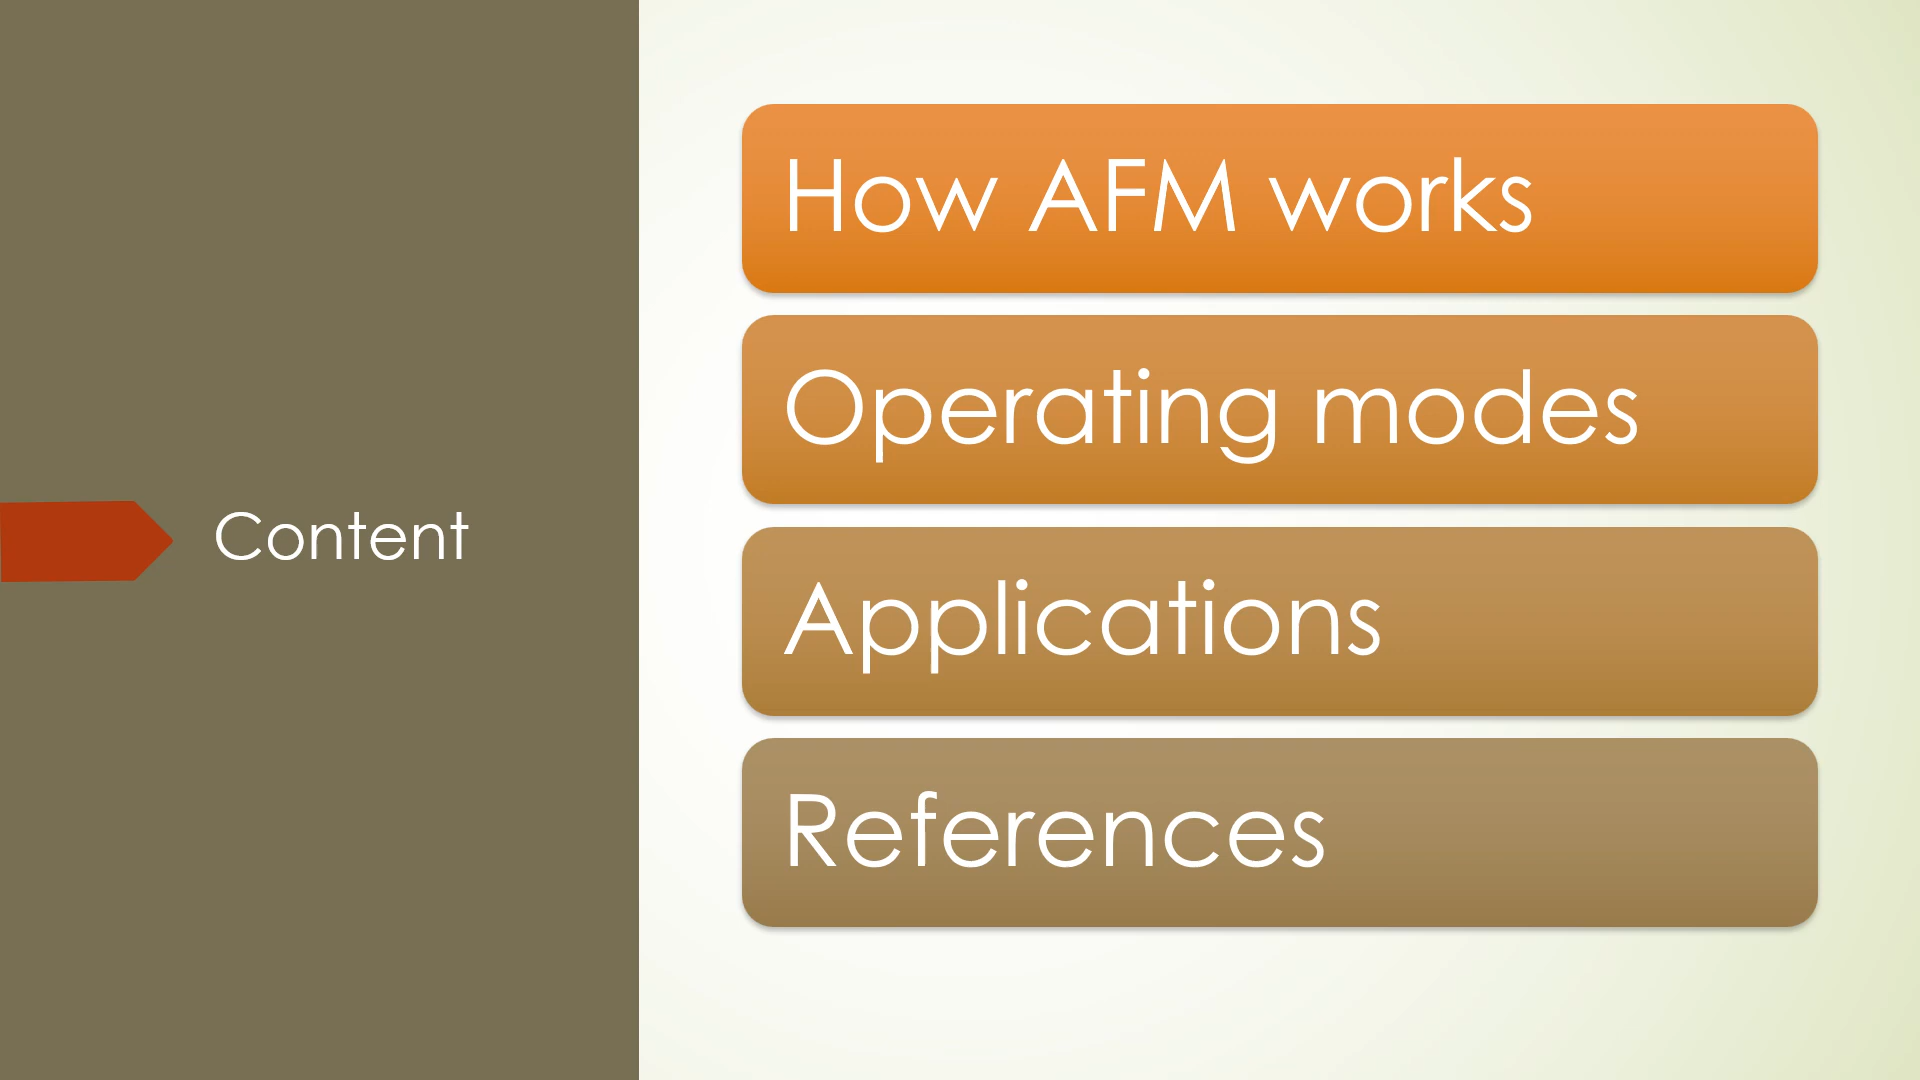 Content
How AFM works
Operating modes
Applications
References